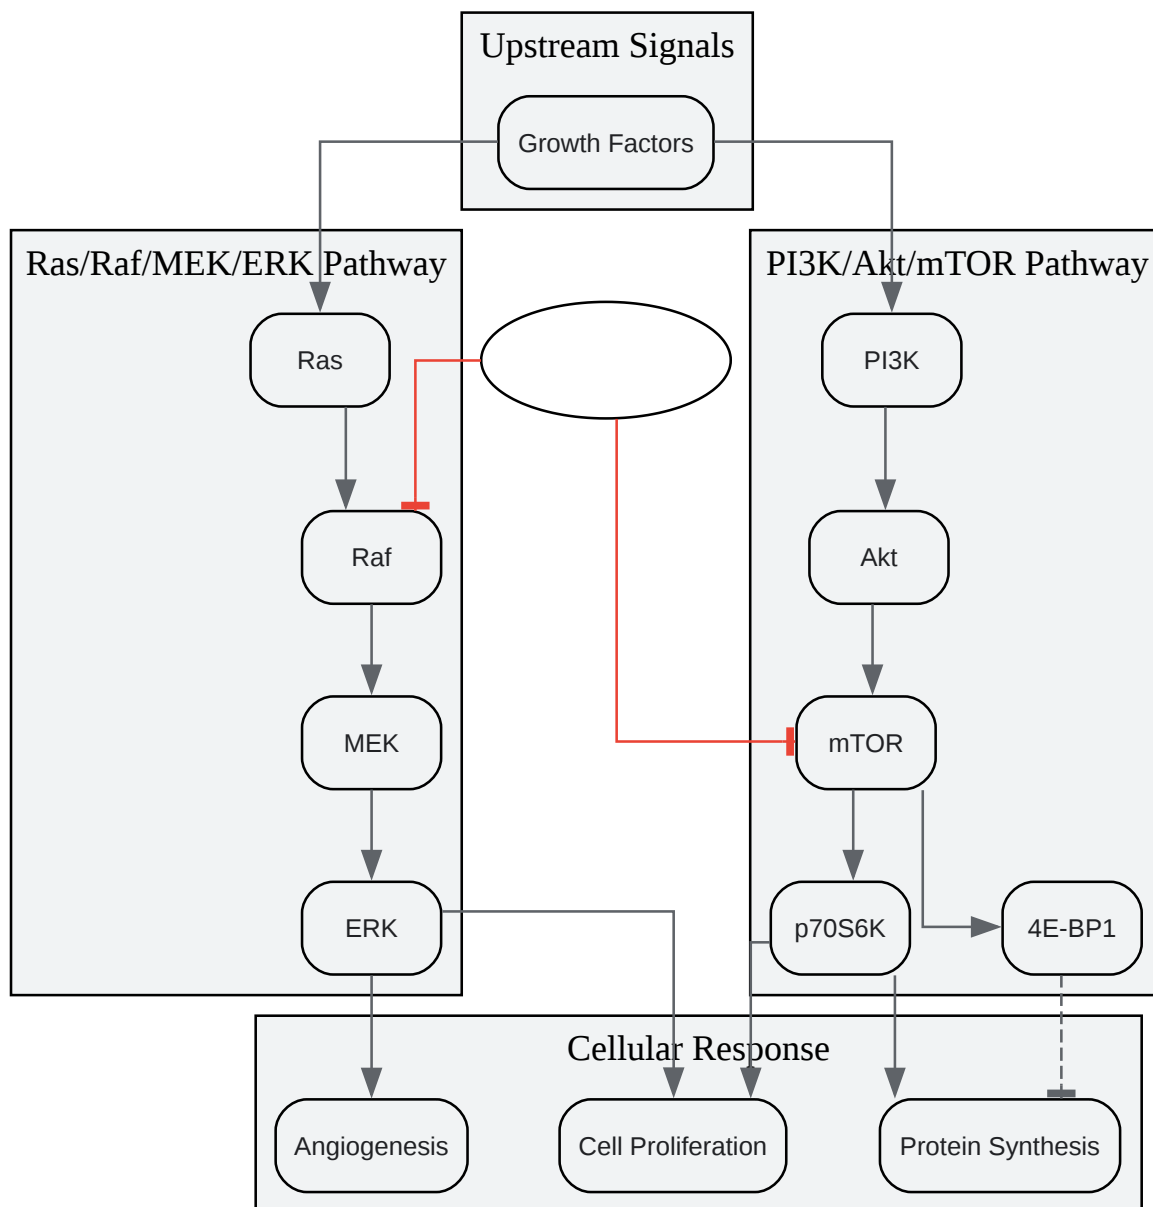 Upstream Signals
Growth Factors
Ras/Raf/MEK/ERK Pathway
PI3K/Akt/mTOR Pathway
Ras
PI3K
Raf
Akt
MEK
mTOR
ERK
p70S6K
4E-BP1
Cellular Response
Angiogenesis
Cell Proliferation
Protein Synthesis